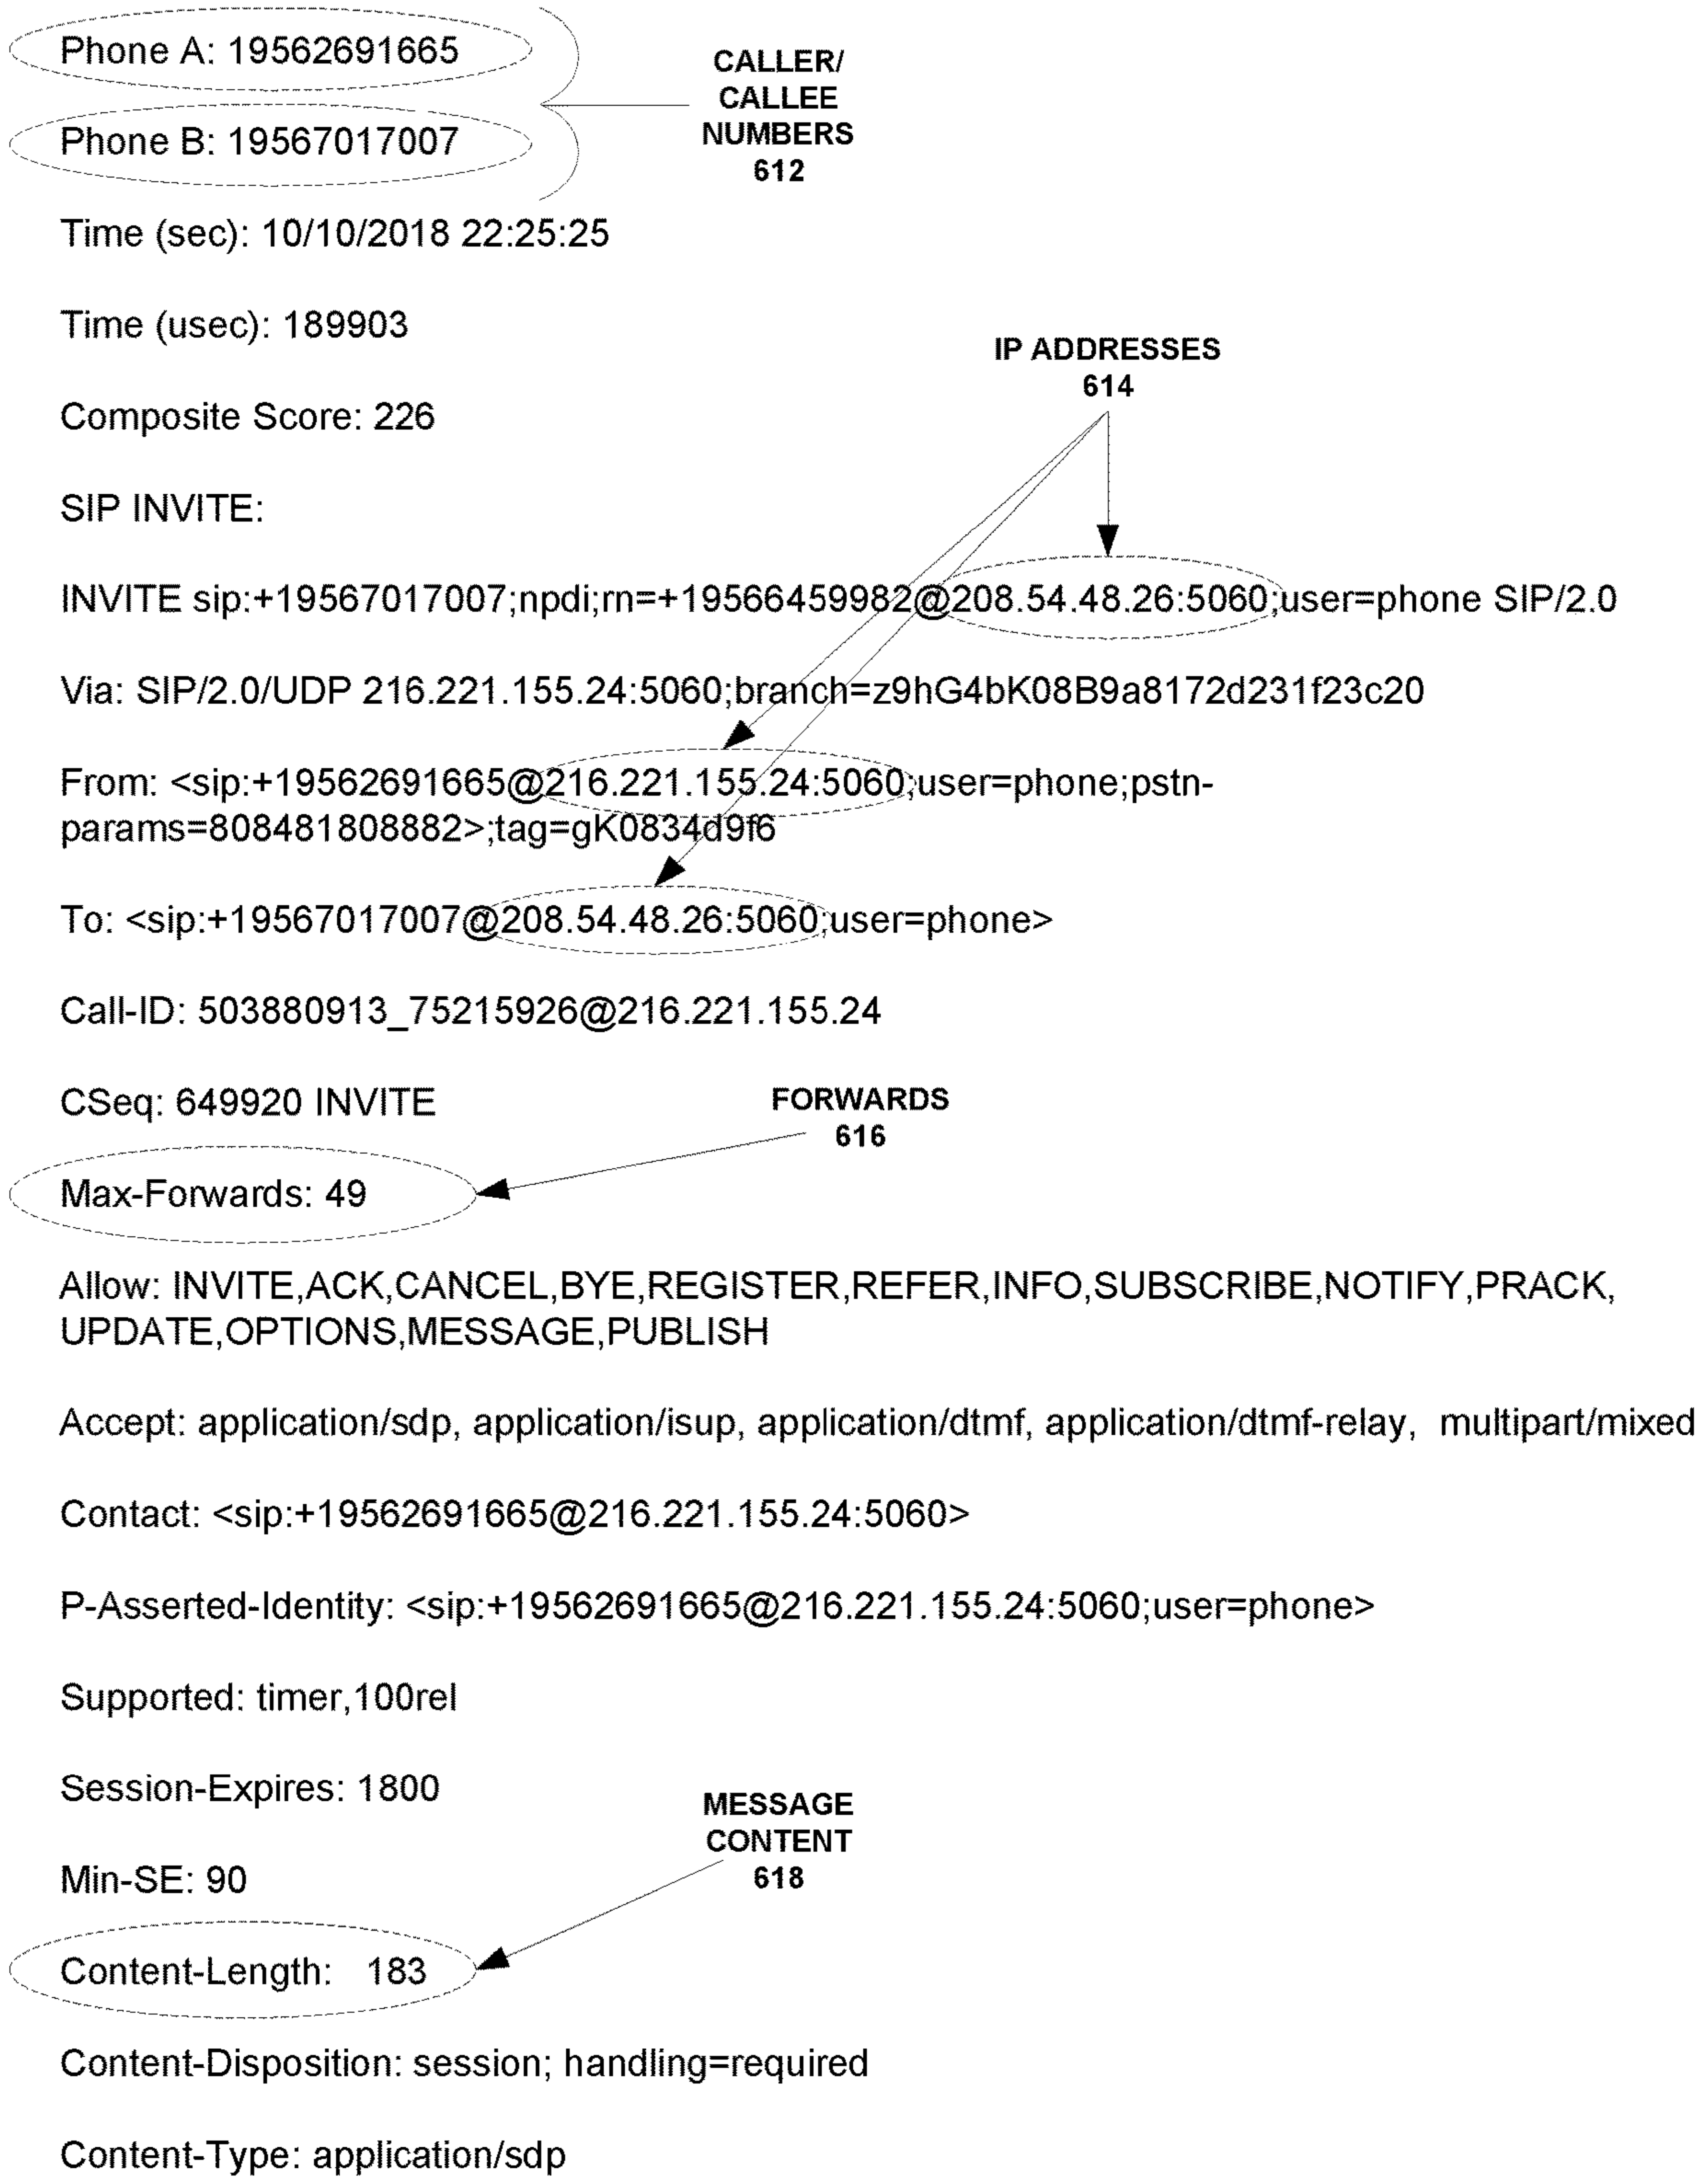 Phone A: 19562691665
CALLER/
CALLEE
NUMBERS
612
Phone B: 19567017007
Time (sec): 10/10/2018 22:25:25
Time (usec): 189903
IP ADDRESSES
614
Composite Score: 226
SIP INVITE:
INVITE sip:+19567017007;npdi;rn=+19566459982@208.54.48.26:5060;user=phone SIP/2.0
Via: SIP/2.0/UDP 216.221.155.24:5060;branch=z9hG4bK08B9a8172d231f23c20
From: <sip:+19562691665@216.221.155.24:5060;user=phone;pstn-
params=808481808882>;tag=gK0834d9f6
To: <sip:+19567017007@208.54.48.26:5060;user=phone>
Call-ID: 503880913_75215926@216.221.155.24
CSeq: 649920 INVITE
FORWARDS
616
Max-Forwards: 49
Allow: INVITE,ACK,CANCEL,BYE,REGISTER,REFER,INFO,SUBSCRIBE,NOTIFY,PRACK,
UPDATE,OPTIONS,MESSAGE,PUBLISH
Accept: application/sdp, application/isup, application/dtmf, application/dtmf-relay, multipart/mixed
Contact: <sip:+19562691665@216.221.155.24:5060>
P-Asserted-Identity: <sip:+19562691665@216.221.155.24:5060;user=phone>
Supported: timer,100rel
Session-Expires: 1800
MESSAGE
CONTENT
618
Min-SE: 90
Content-Length: 183
Content-Disposition: session; handling=required
Content-Type: application/sdp